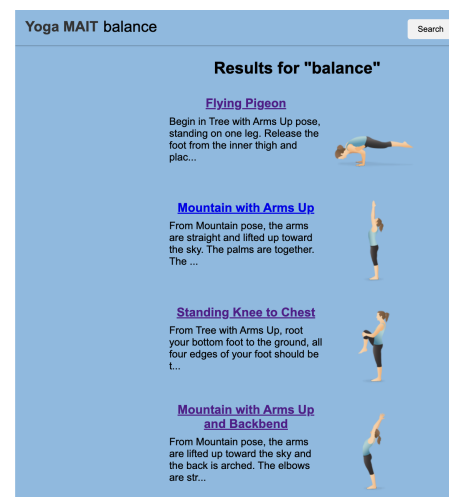 Yoga MAIT balance Search
Results for "balance"
Flying Pigeon
Begin in Tree with Arms Up pose,
standing on one leg. Release the
foot from the inner thigh and
plac...
Mountain with Arms Up
From Mountain pose, the arms
are straight and lifted up toward
the sky. The palms are together.
The ...
Standing Knee to Chest
From Tree with Arms Up, root
your bottom foot to the ground, all
four edges of your foot should be
t...
Mountain with Arms Up
and Backbend
From Mountain pose, the arms
are lifted up toward the sky and
the back is arched. The elbows
are str...